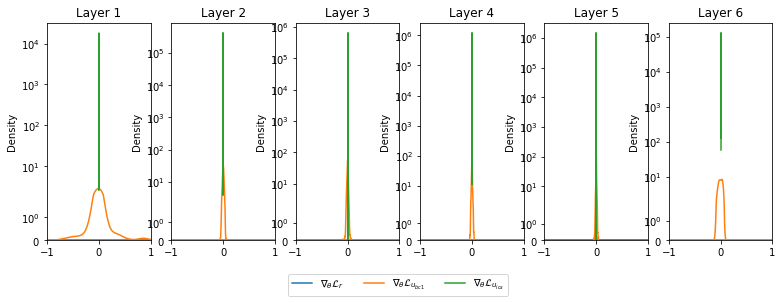 Layer 1 Layer 2 Layer 3 Layer 4 Layer 5 Layer 6
Density 10⁴ 10³ 10² 10¹ 10⁰ 0
Density 10⁵ 10⁴ 10³ 10² 10¹ 10⁰ 0
Density 10⁶ 10⁵ 10⁴ 10³ 10² 10¹ 10⁰ 0
Density 10⁶ 10⁵ 10⁴ 10³ 10² 10¹ 10⁰ 0
Density 10⁶ 10⁵ 10⁴ 10³ 10² 10¹ 10⁰ 0
Density 10⁵ 10⁴ 10³ 10² 10¹ 10⁰ 0
−1 0 1 −1 0 1 −1 0 1 −1 0 1 −1 0 1 −1 0 1
∇θℒr ∇θℒu_bc1 ∇θℒu_ics